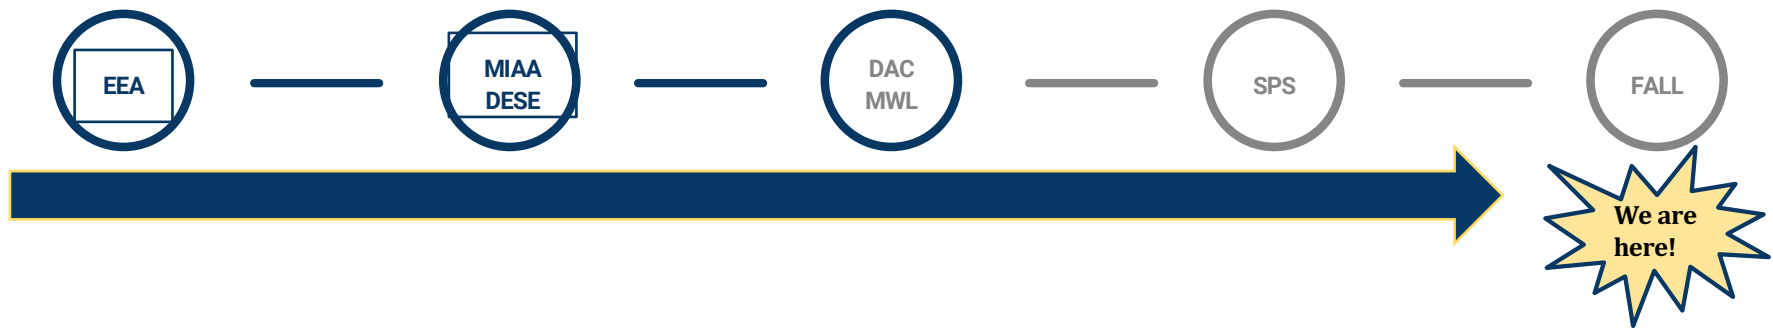 EEA
MIAA
DESE
DAC
MWL
SPS
FALL
We are
here!